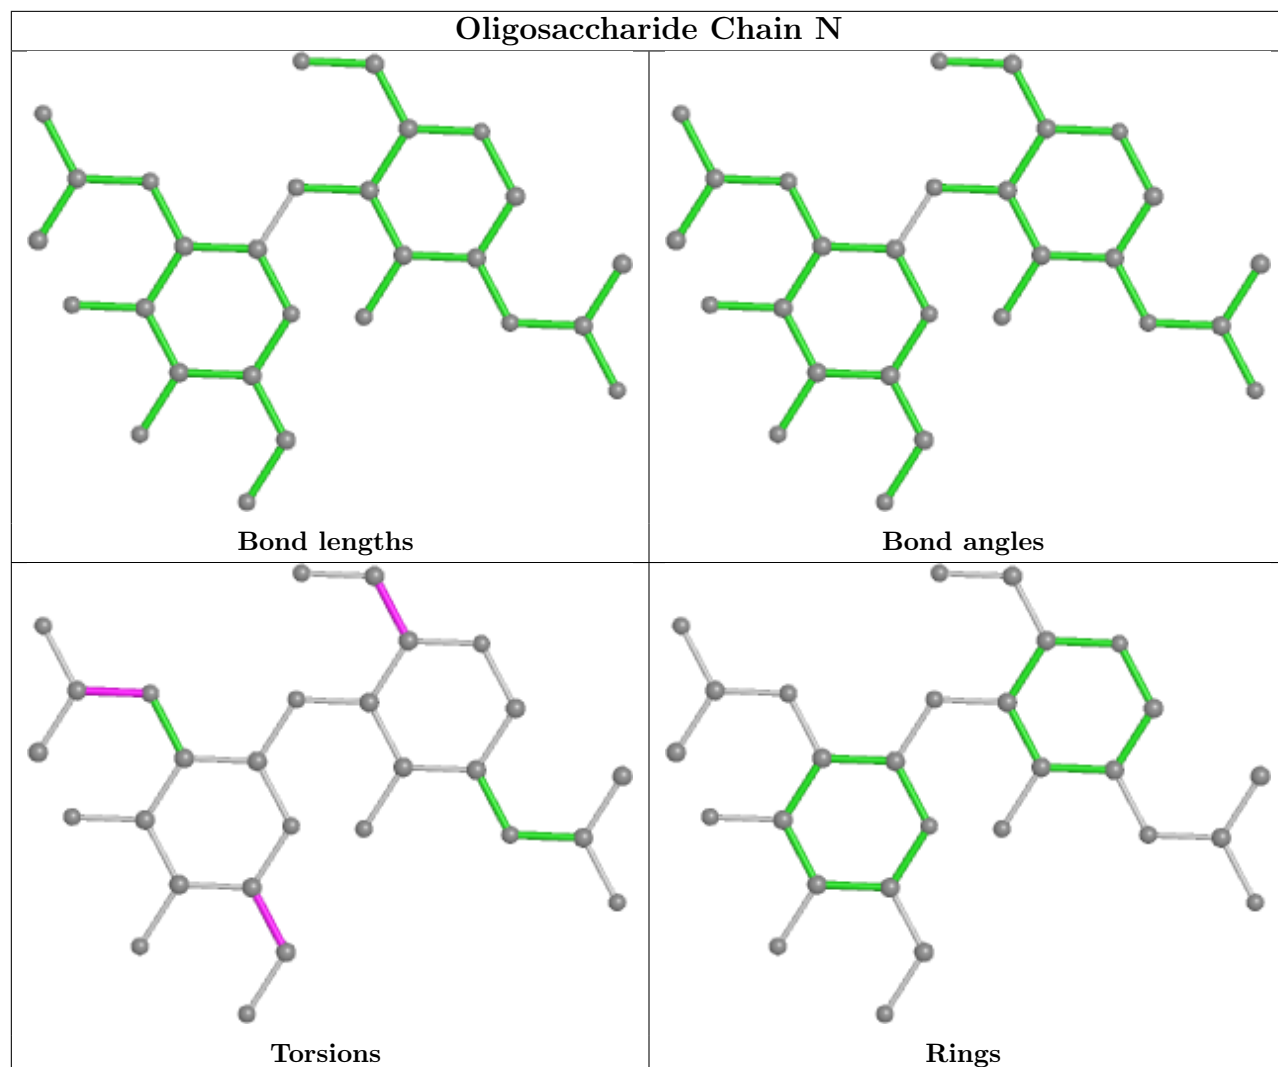 Oligosaccharide Chain N
Bond lengths
Bond angles
Torsions
Rings